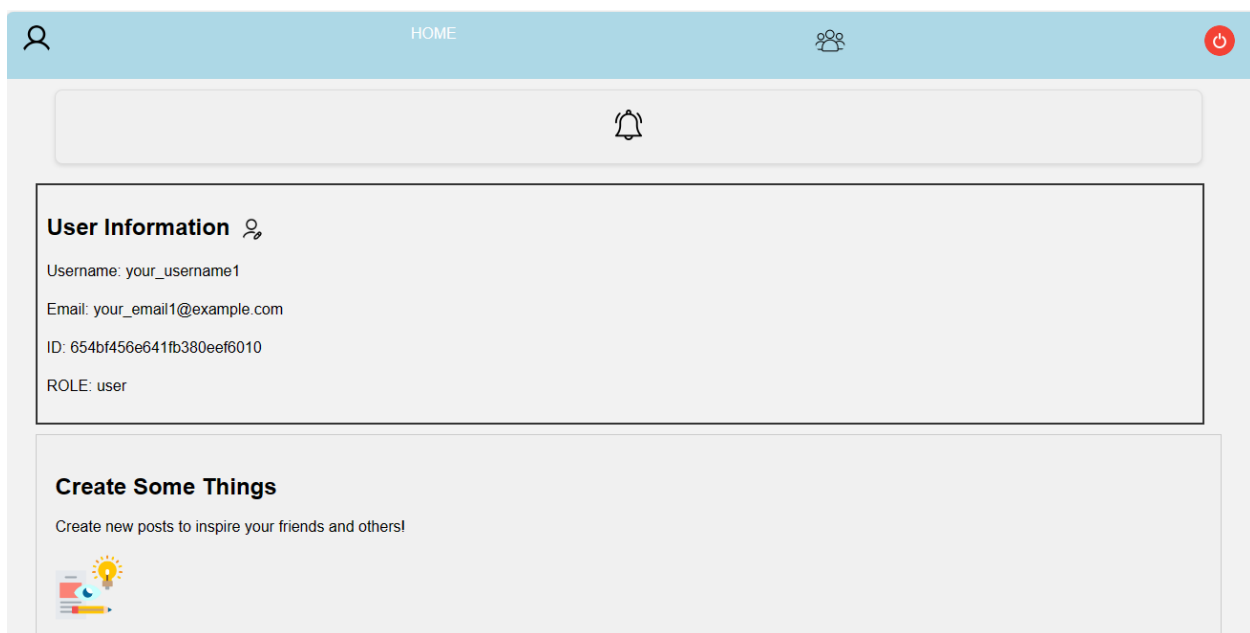 HOME
User Information
Username: your_username1
Email: your_email1@example.com
ID: 654bf456e641fb380eef6010
ROLE: user
Create Some Things
Create new posts to inspire your friends and others!